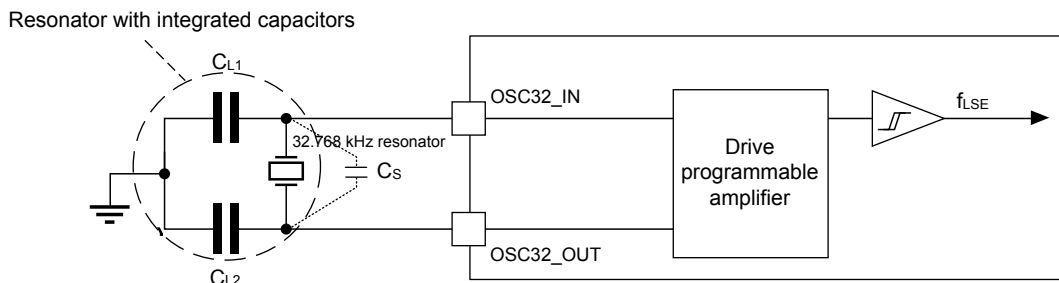 Resonator with integrated capacitors
CL1
OSC32_IN
fLSE
32.768 kHz resonator
CS
Drive
programmable
amplifier
OSC32_OUT
CL2